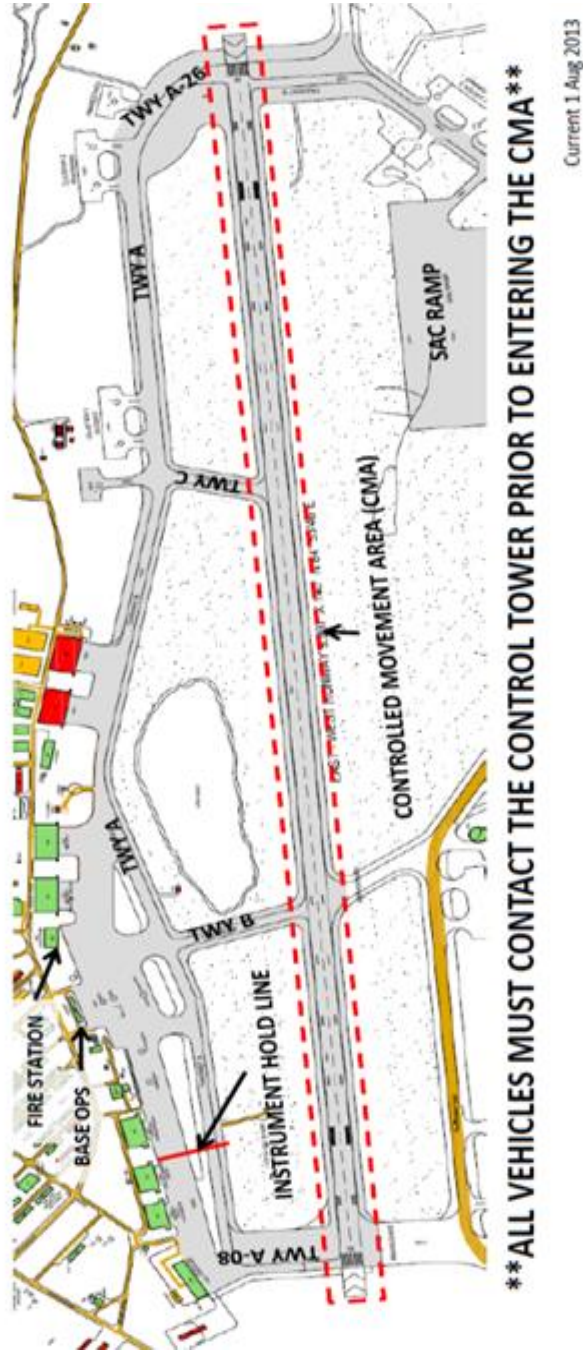 TWY A-26
TWY A
TWY C
SAC RAMP
CONTROLLED MOVEMENT AREA (CMA)
TWY A
TWY B
FIRE STATION
BASE OPS
INSTRUMENT HOLD LINE
TWY A-08
**ALL VEHICLES MUST CONTACT THE CONTROL TOWER PRIOR TO ENTERING THE CMA**
Current 1 Aug 2013